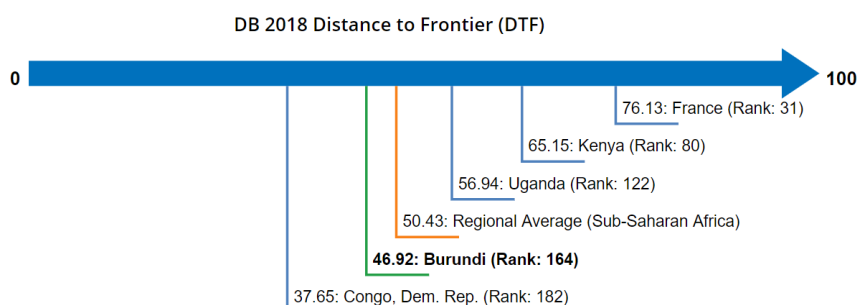 DB 2018 Distance to Frontier (DTF)
0
100
76.13: France (Rank: 31)
65.15: Kenya (Rank: 80)
56.94: Uganda (Rank: 122)
50.43: Regional Average (Sub-Saharan Africa)
46.92: Burundi (Rank: 164)
37.65: Congo, Dem. Rep. (Rank: 182)